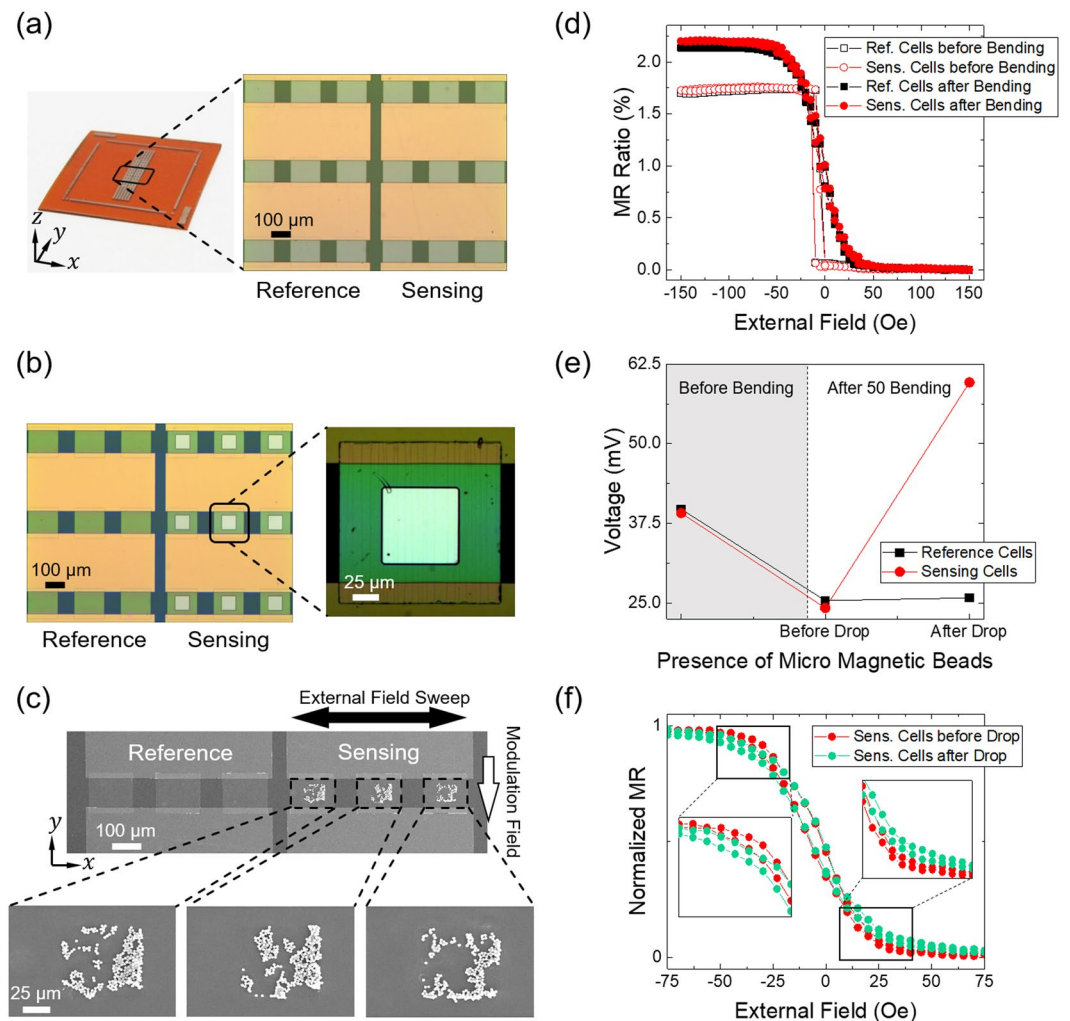 (a)
z
y
x
100 μm
Reference
Sensing
(b)
100 μm
Reference
Sensing
25 μm
(c)
External Field Sweep
Reference
Sensing
Modulation Field
y
x
100 μm
25 μm
(d)
MR Ratio (%)
2.0
1.5
1.0
0.5
0.0
Ref. Cells before Bending
Sens. Cells before Bending
Ref. Cells after Bending
Sens. Cells after Bending
-150
-100
-50
0
50
100
150
External Field (Oe)
(e)
Voltage (mV)
62.5
50.0
37.5
25.0
Before Bending
After 50 Bending
Reference Cells
Sensing Cells
Before Drop
After Drop
Presence of Micro Magnetic Beads
(f)
Normalized MR
1
0
Sens. Cells before Drop
Sens. Cells after Drop
-75
-50
-25
0
25
50
75
External Field (Oe)